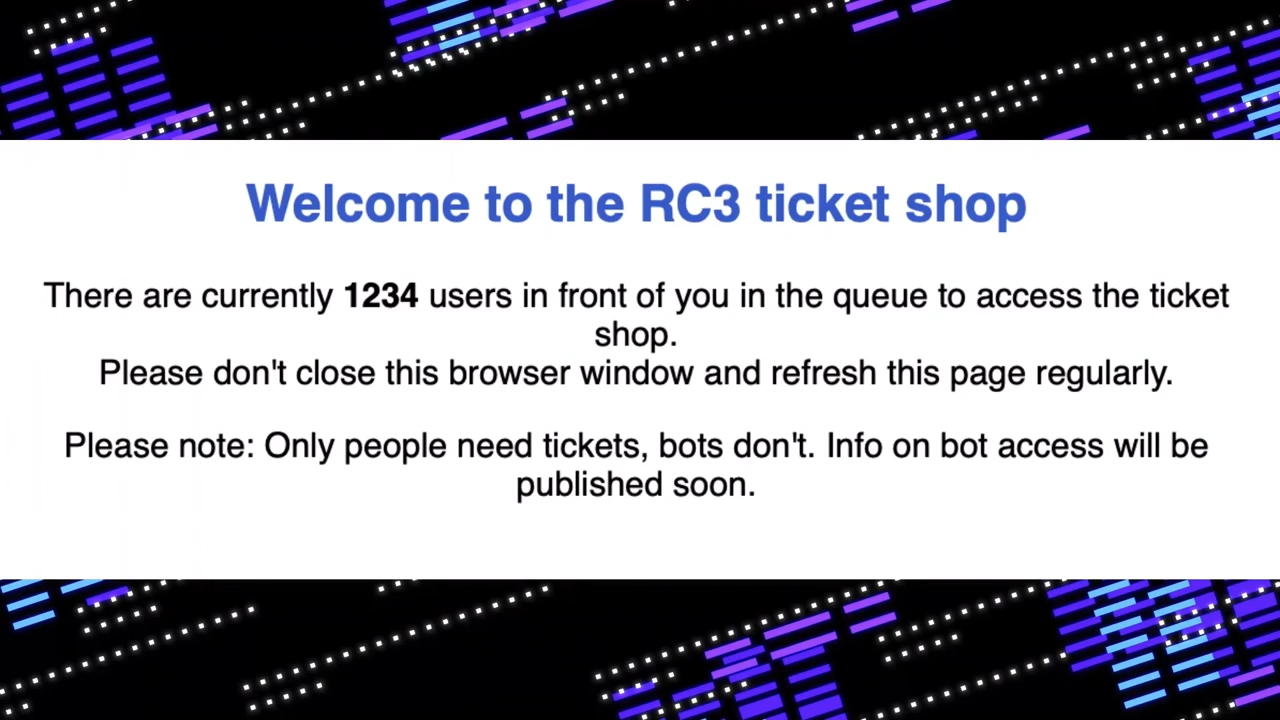 Welcome to the RC3 ticket shop
There are currently 1234 users in front of you in the queue to access the ticket
shop.
Please don't close this browser window and refresh this page regularly.
Please note: Only people need tickets, bots don't. Info on bot access will be
published soon.